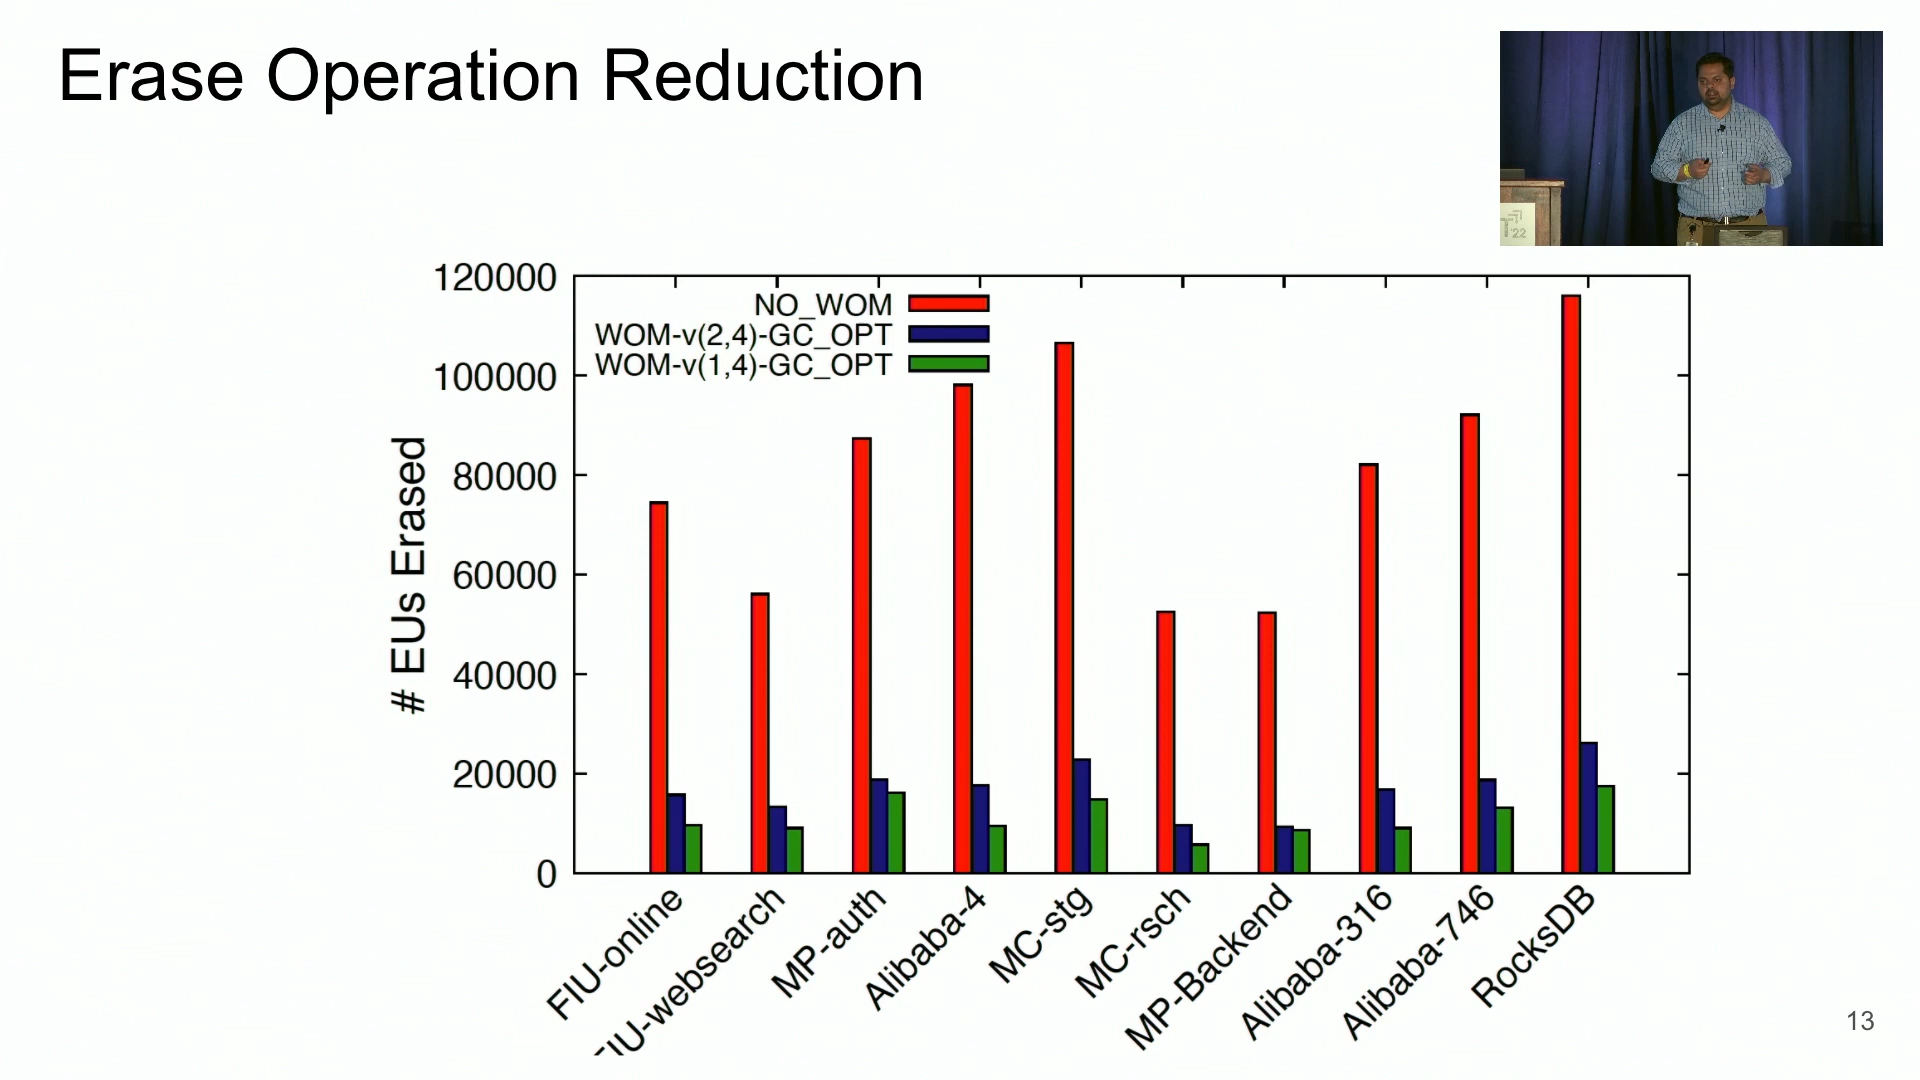 Erase Operation Reduction
'22
120000
NO_WOM
WOM-v(2,4)-GC_OPT
WOM-v(1,4)-GC_OPT
100000
80000
60000
40000
20000
0
# EUs Erased
FIU-online
FIU-websearch
MP-auth
Alibaba-4
MC-stg
MC-rsch
MP-Backend
Alibaba-316
Alibaba-746
RocksDB
13